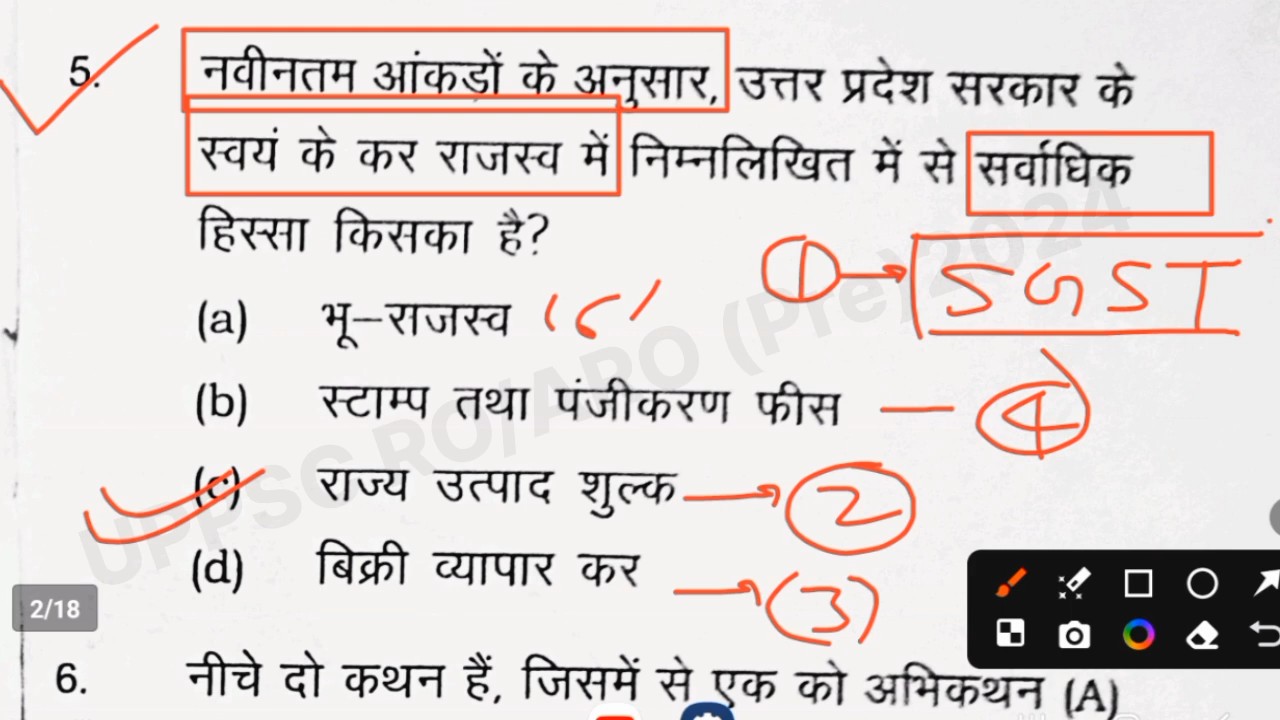 5. नवीनतम आंकड़ों के अनुसार, उत्तर प्रदेश सरकार के
स्वयं के कर राजस्व में निम्नलिखित में से सर्वाधिक
हिस्सा किसका है?
1 SGST
(a) भू–राजस्व
(b) स्टाम्प तथा पंजीकरण फीस — 4
(c) राज्य उत्पाद शुल्क 2
(d) बिक्री व्यापार कर (3)
2/18
6. नीचे दो कथन हैं, जिसमें से एक को अभिकथन (A)
UPPSC RO/ARO (Pre) 2024